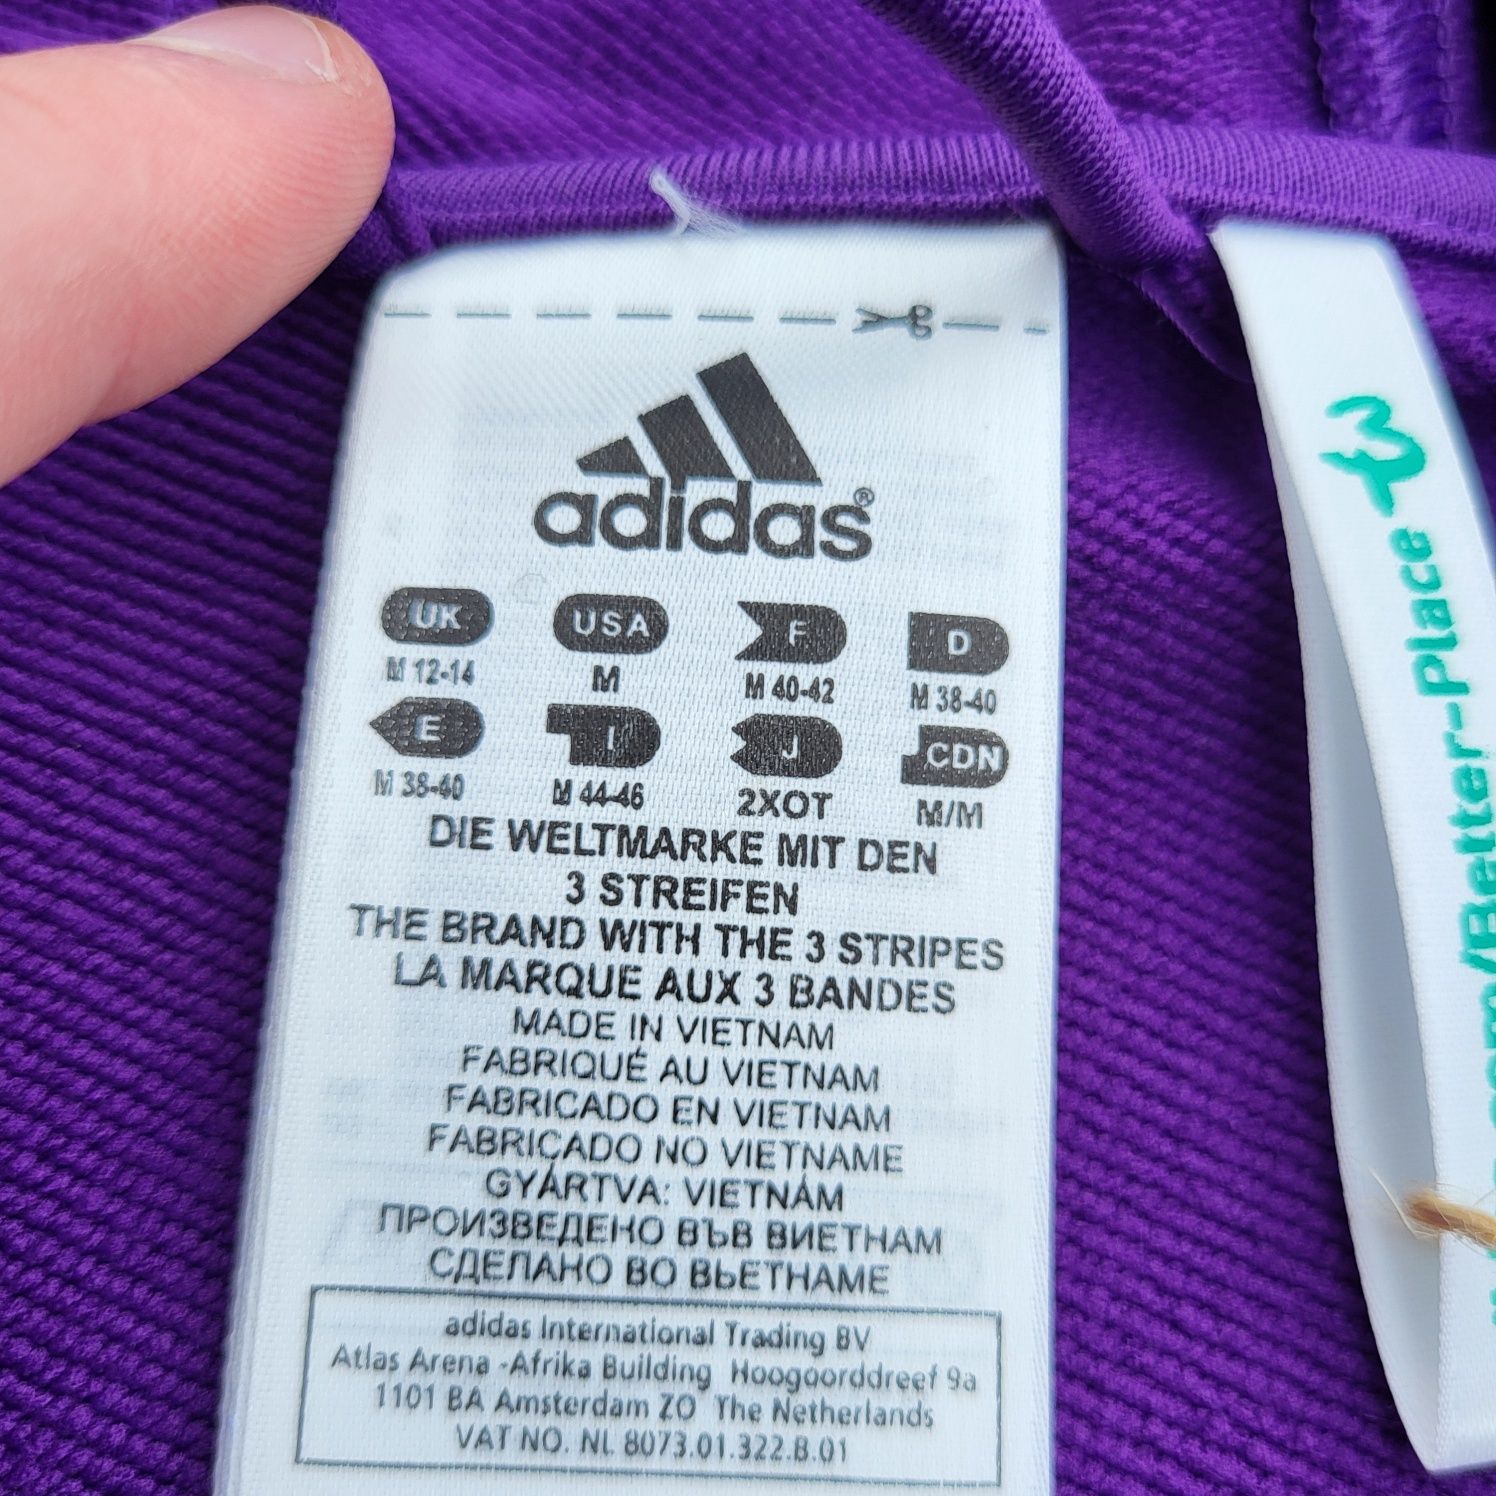 adidas®
UK USA F D
M 12-14 M M 40-42 M 38-40
E I J CDN
M 38-40 M 44-46 2XOT M/M
DIE WELTMARKE MIT DEN
3 STREIFEN
THE BRAND WITH THE 3 STRIPES
LA MARQUE AUX 3 BANDES
MADE IN VIETNAM
FABRIQUÉ AU VIETNAM
FABRICADO EN VIETNAM
FABRICADO NO VIETNAME
GYÁRTVA: VIETNÁM
ПРОИЗВЕДЕНО ВЪВ ВИЕТНАМ
СДЕЛАНО ВО ВЬЕТНАМЕ
adidas International Trading BV
Atlas Arena -Afrika Building Hoogoorddreef 9a
1101 BA Amsterdam ZO The Netherlands
VAT NO. NL 8073.01.322.B.01
com/Better-Place